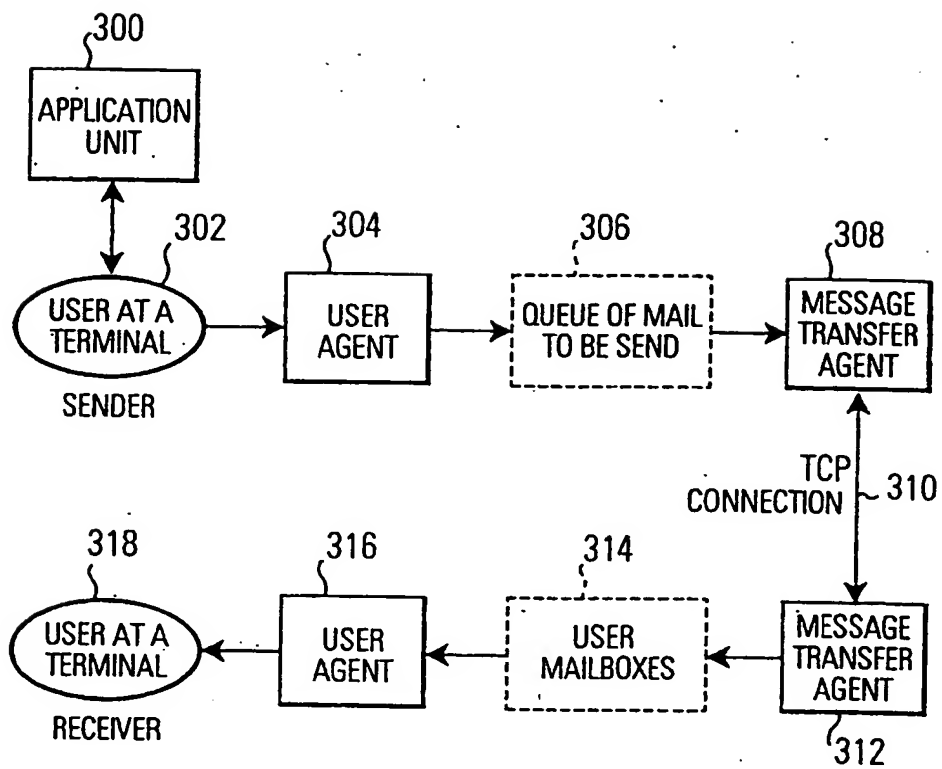 300
APPLICATION
UNIT
302
304
306
308
USER AT A
TERMINAL
USER
AGENT
QUEUE OF MAIL
TO BE SEND
MESSAGE
TRANSFER
AGENT
SENDER
TCP
CONNECTION
310
318
316
314
USER AT A
TERMINAL
USER
AGENT
USER
MAILBOXES
MESSAGE
TRANSFER
AGENT
RECEIVER
312